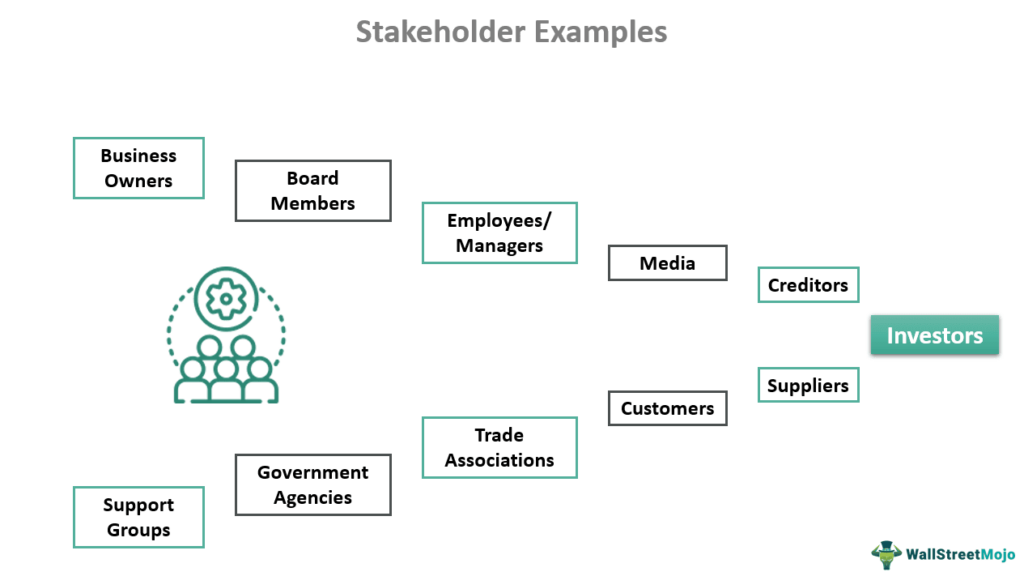 Stakeholder Examples
Business
Owners
Board
Members
Employees/
Managers
Media
Creditors
Investors
Suppliers
Customers
Trade
Associations
Government
Agencies
Support
Groups
WallStreetMojo